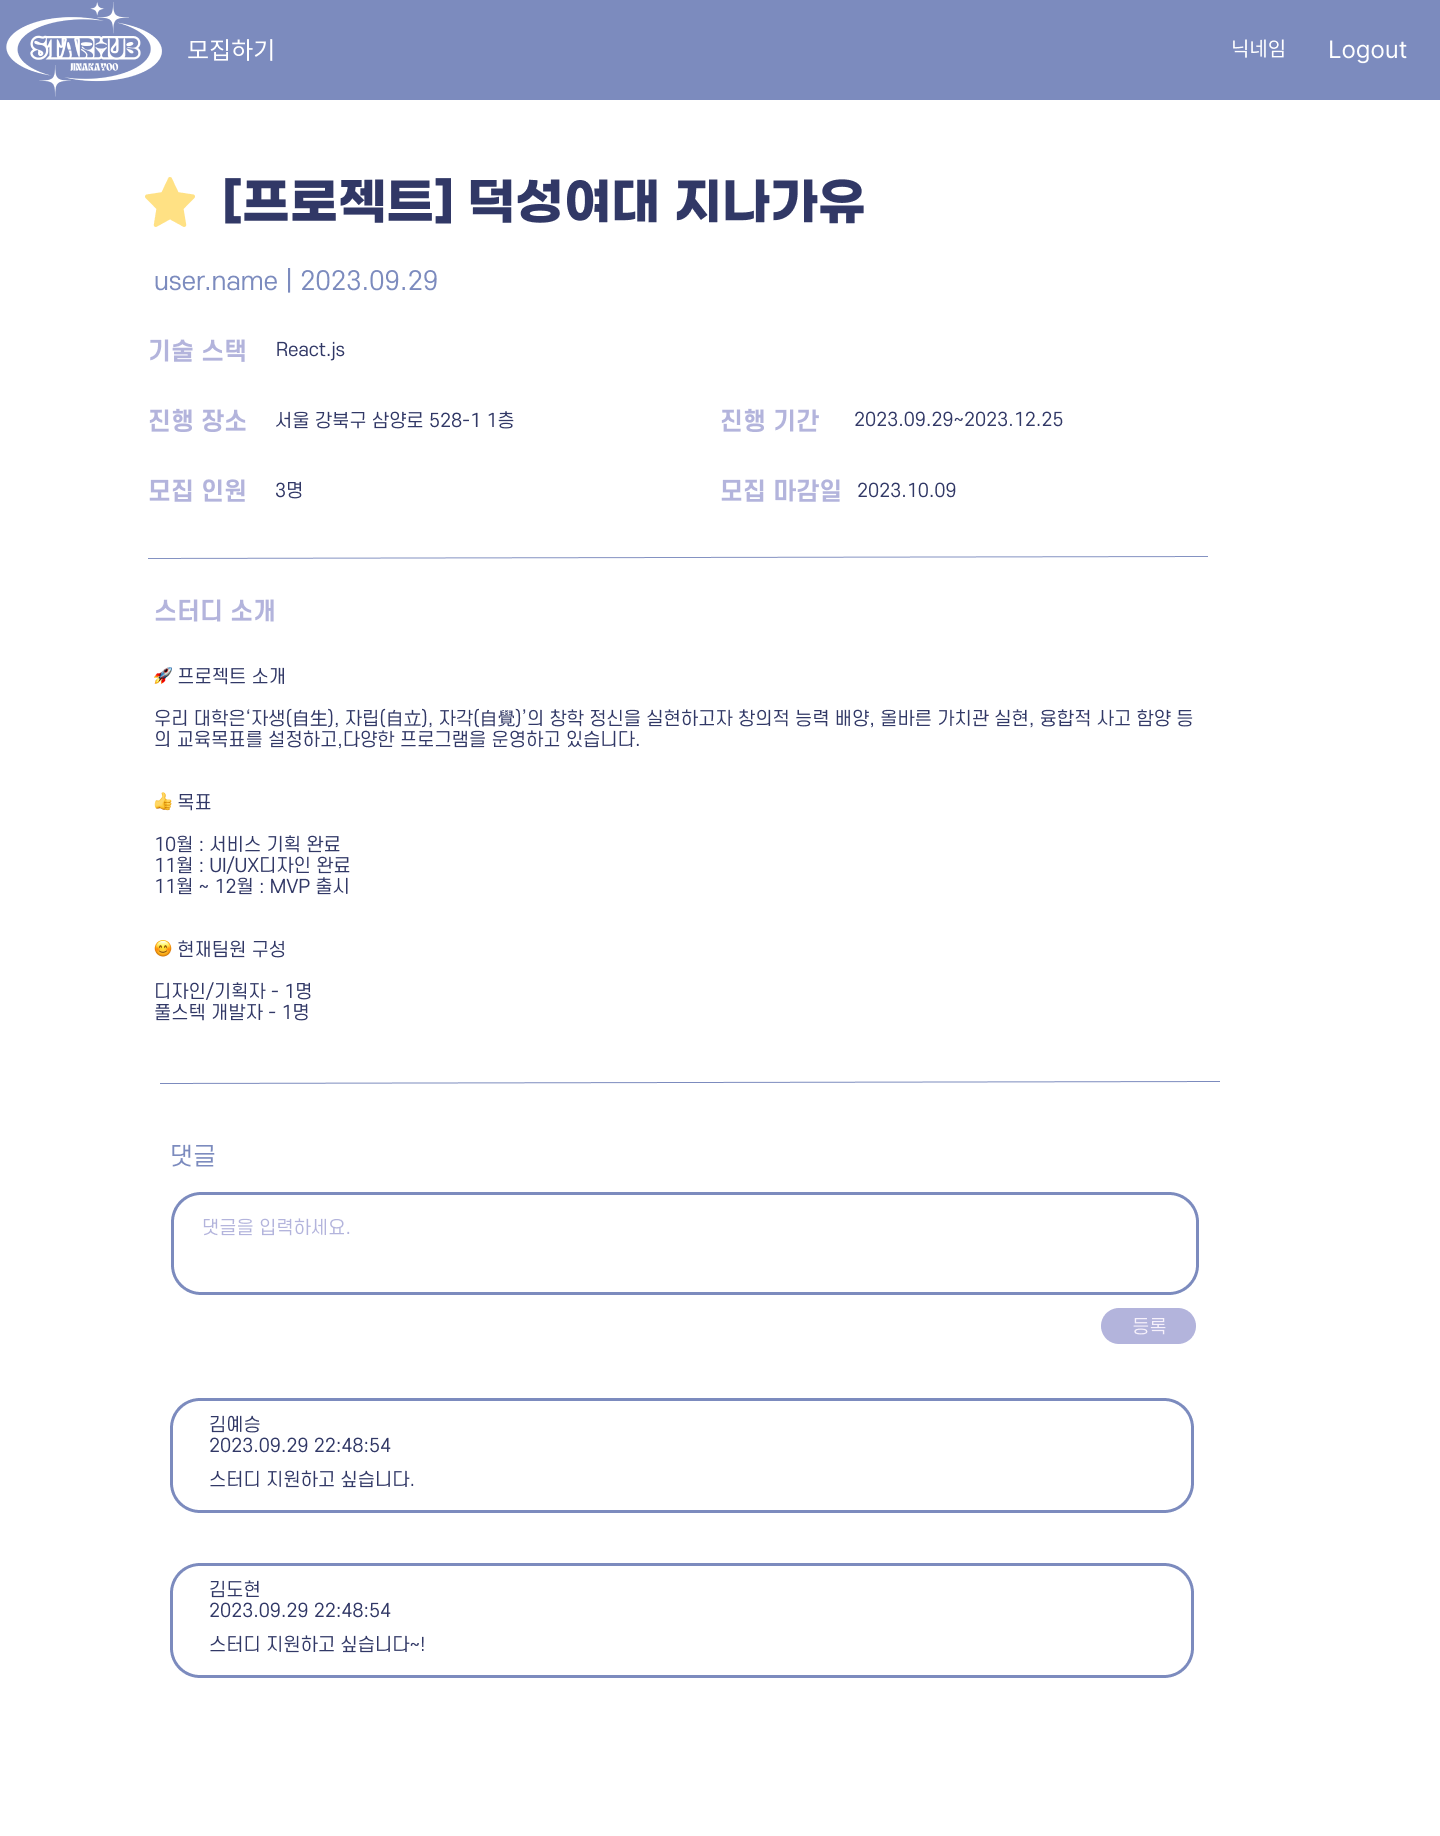 STARHUB
모집하기
닉네임
Logout
[프로젝트] 덕성여대 지나가유
user.name | 2023.09.29
기술 스택 React.js
진행 장소 서울 강북구 삼양로 528-1 1층 진행 기간 2023.09.29~2023.12.25
모집 인원 3명 모집 마감일 2023.10.09
스터디 소개
🚀 프로젝트 소개
우리 대학은‘자생(自生), 자립(自立), 자각(自覺)’의 창학 정신을 실현하고자 창의적 능력 배양, 올바른 가치관 실현, 융합적 사고 함양 등
의 교육목표를 설정하고,다양한 프로그램을 운영하고 있습니다.
👍 목표
10월 : 서비스 기획 완료
11월 : UI/UX디자인 완료
11월 ~ 12월 : MVP 출시
😊 현재팀원 구성
디자인/기획자 - 1명
풀스텍 개발자 - 1명
댓글
댓글을 입력하세요.
등록
김예승
2023.09.29 22:48:54
스터디 지원하고 싶습니다.
김도현
2023.09.29 22:48:54
스터디 지원하고 싶습니다~!